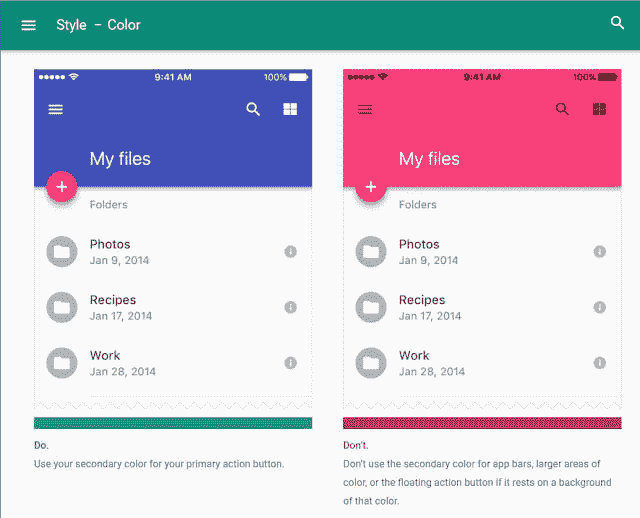 Style – Color
9:41 AM 100%
My files
Folders
Photos
Jan 9, 2014
Recipes
Jan 17, 2014
Work
Jan 28, 2014
Do.
Use your secondary color for your primary action button.
9:41 AM 100%
My files
Folders
Photos
Jan 9, 2014
Recipes
Jan 17, 2014
Work
Jan 28, 2014
Don't.
Don't use the secondary color for app bars, larger areas of
color, or the floating action button if it rests on a background
of that color.